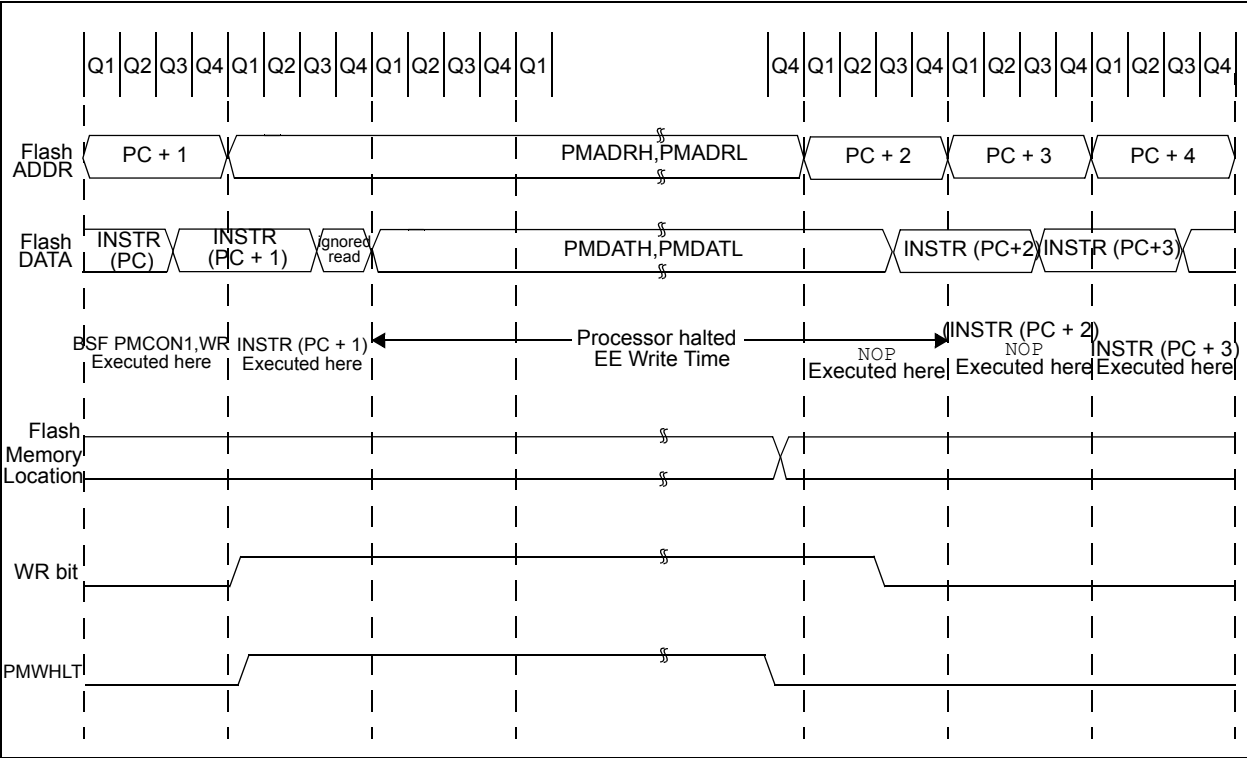 Q1 Q2 Q3 Q4 Q1 Q2 Q3 Q4 Q1 Q2 Q3 Q4 Q1 Q4 Q1 Q2 Q3 Q4 Q1 Q2 Q3 Q4 Q1 Q2 Q3 Q4
Flash
ADDR
PC + 1
PMADRH,PMADRL
PC + 2
PC + 3
PC + 4
Flash
DATA
INSTR
(PC)
INSTR
(PC + 1)
ignored
read
PMDATH,PMDATL
INSTR (PC+2)
INSTR (PC+3)
BSF PMCON1,WR
Executed here
INSTR (PC + 1)
Executed here
Processor halted
EE Write Time
NOP
Executed here
(INSTR (PC + 2)
NOP
Executed here
INSTR (PC + 3)
Executed here
Flash
Memory
Location
WR bit
PMWHLT